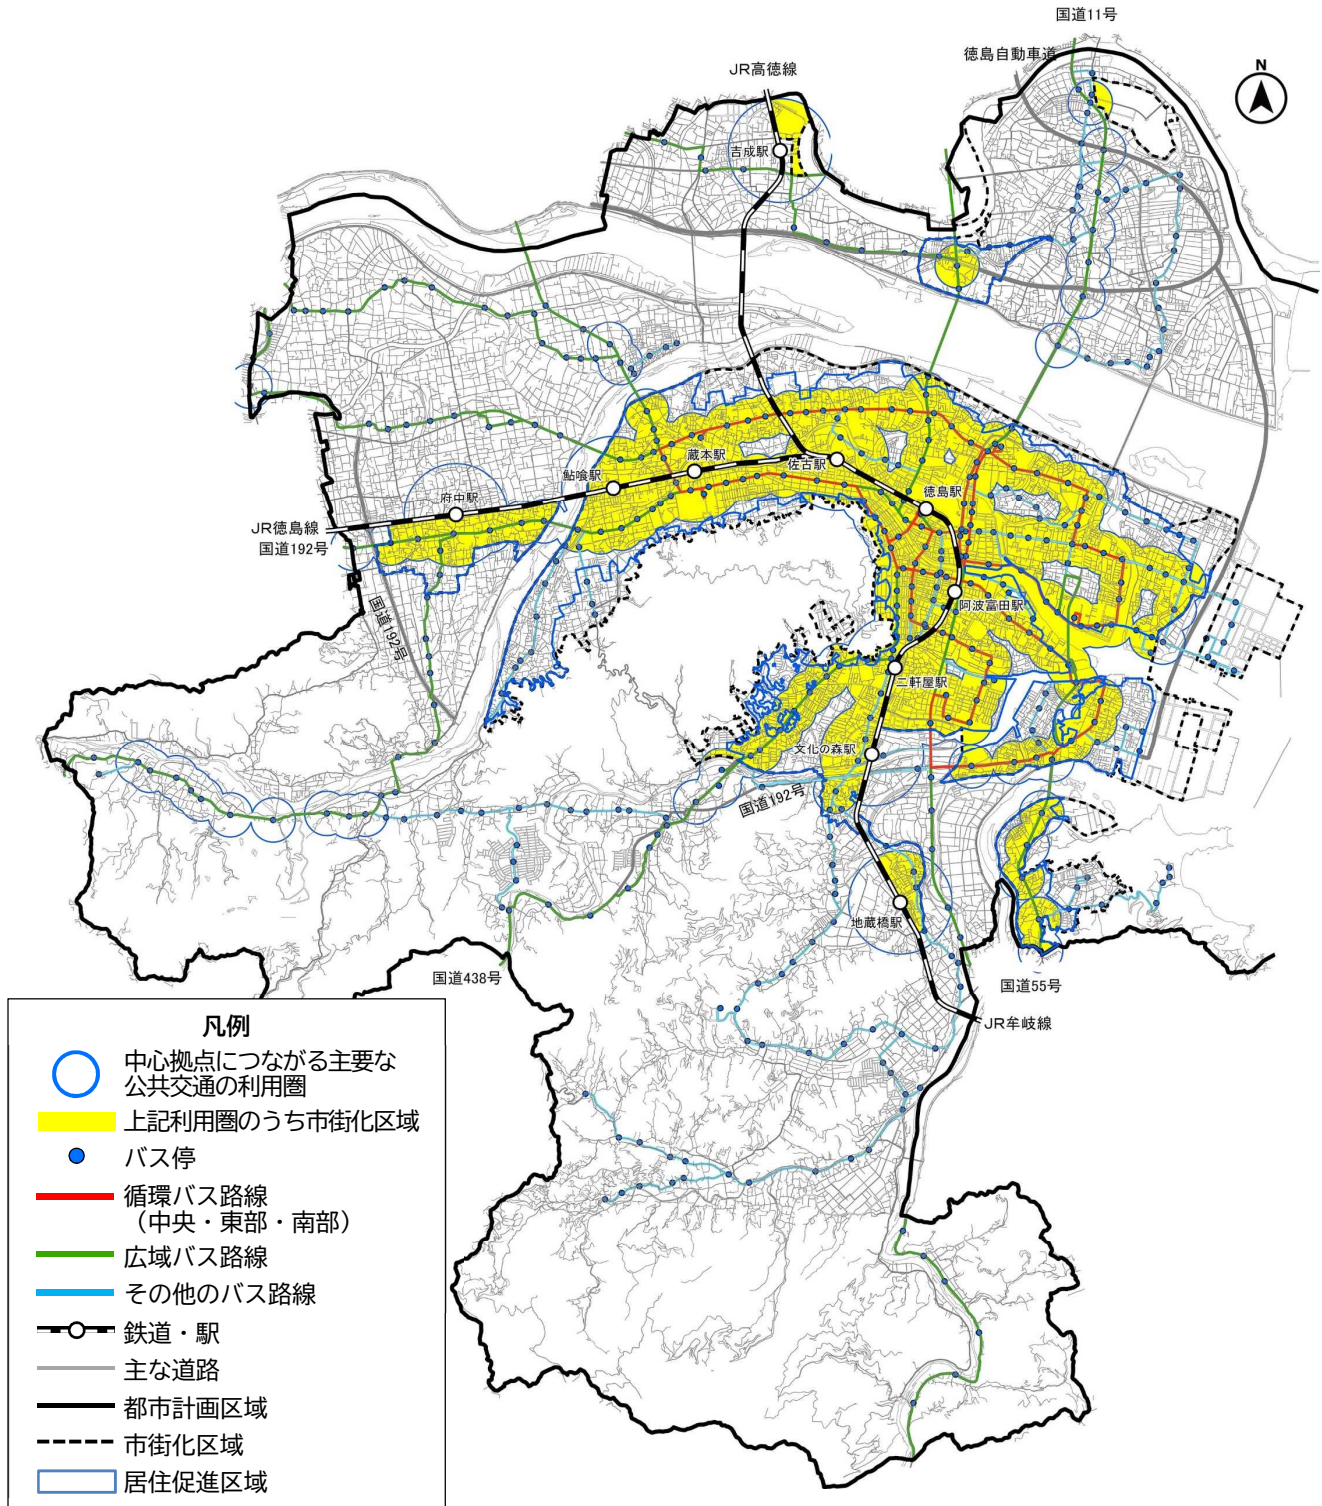 国道11号
徳島自動車道
N
JR高徳線
吉成駅
蔵本駅
佐古駅
鮎喰駅
徳島駅
府中駅
JR徳島線
国道192号
国道192号
阿波富田駅
二軒屋駅
文化の森駅
国道192号
地蔵橋駅
国道438号
国道55号
JR牟岐線
凡例
中心拠点につながる主要な
公共交通の利用圏
上記利用圏のうち市街化区域
バス停
循環バス路線
（中央・東部・南部）
広域バス路線
その他のバス路線
鉄道・駅
主な道路
都市計画区域
市街化区域
居住促進区域